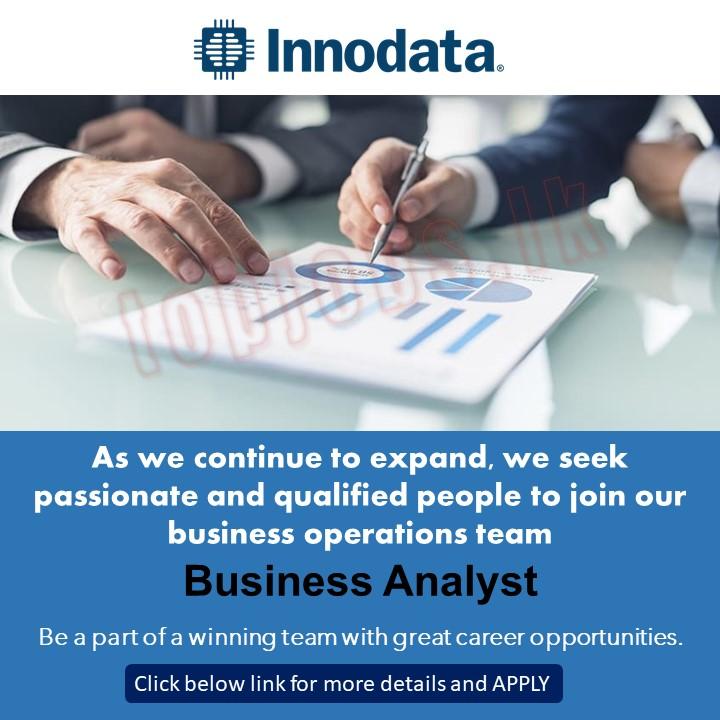 Innodata®
topjobs.lk
As we continue to expand, we seek
passionate and qualified people to join our
business operations team
Business Analyst
Be a part of a winning team with great career opportunities.
Click below link for more details and APPLY